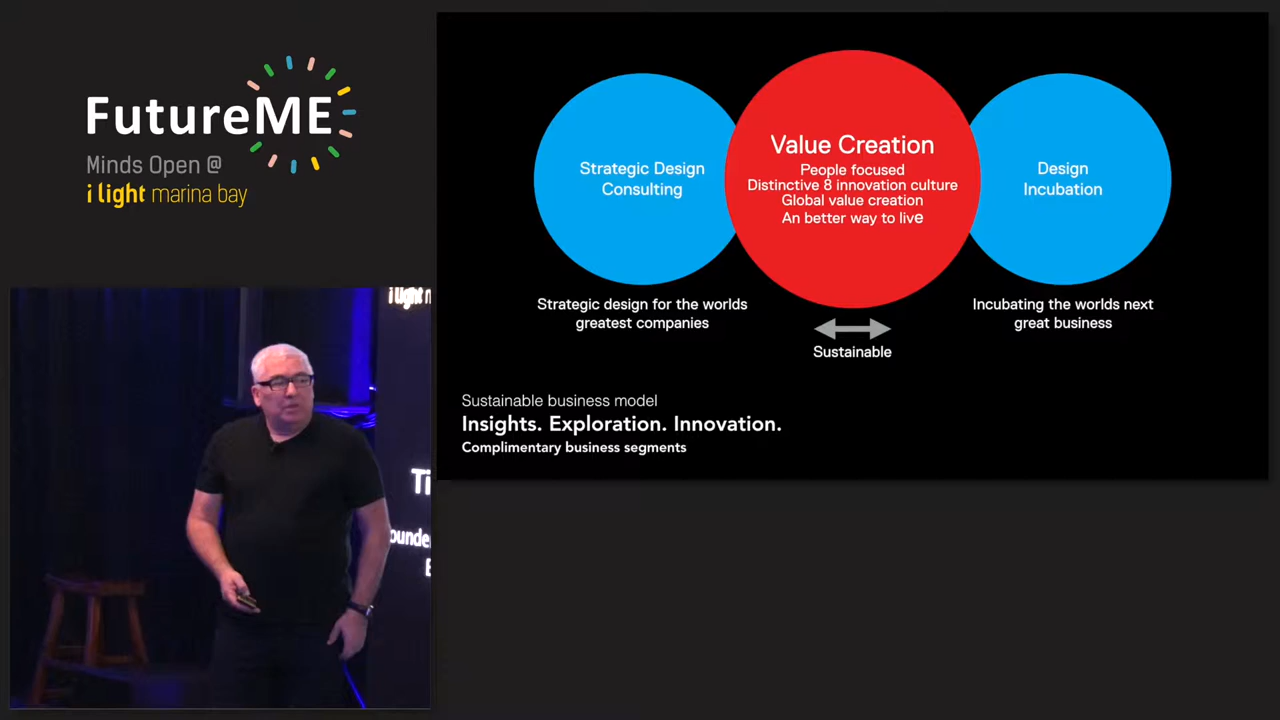 FutureME
Minds Open @
i light marina bay
Strategic Design
Consulting
Value Creation
People focused
Distinctive 8 innovation culture
Global value creation
An better way to live
Design
Incubation
Strategic design for the worlds
greatest companies
Sustainable
Incubating the worlds next
great business
Sustainable business model
Insights. Exploration. Innovation.
Complimentary business segments
i light